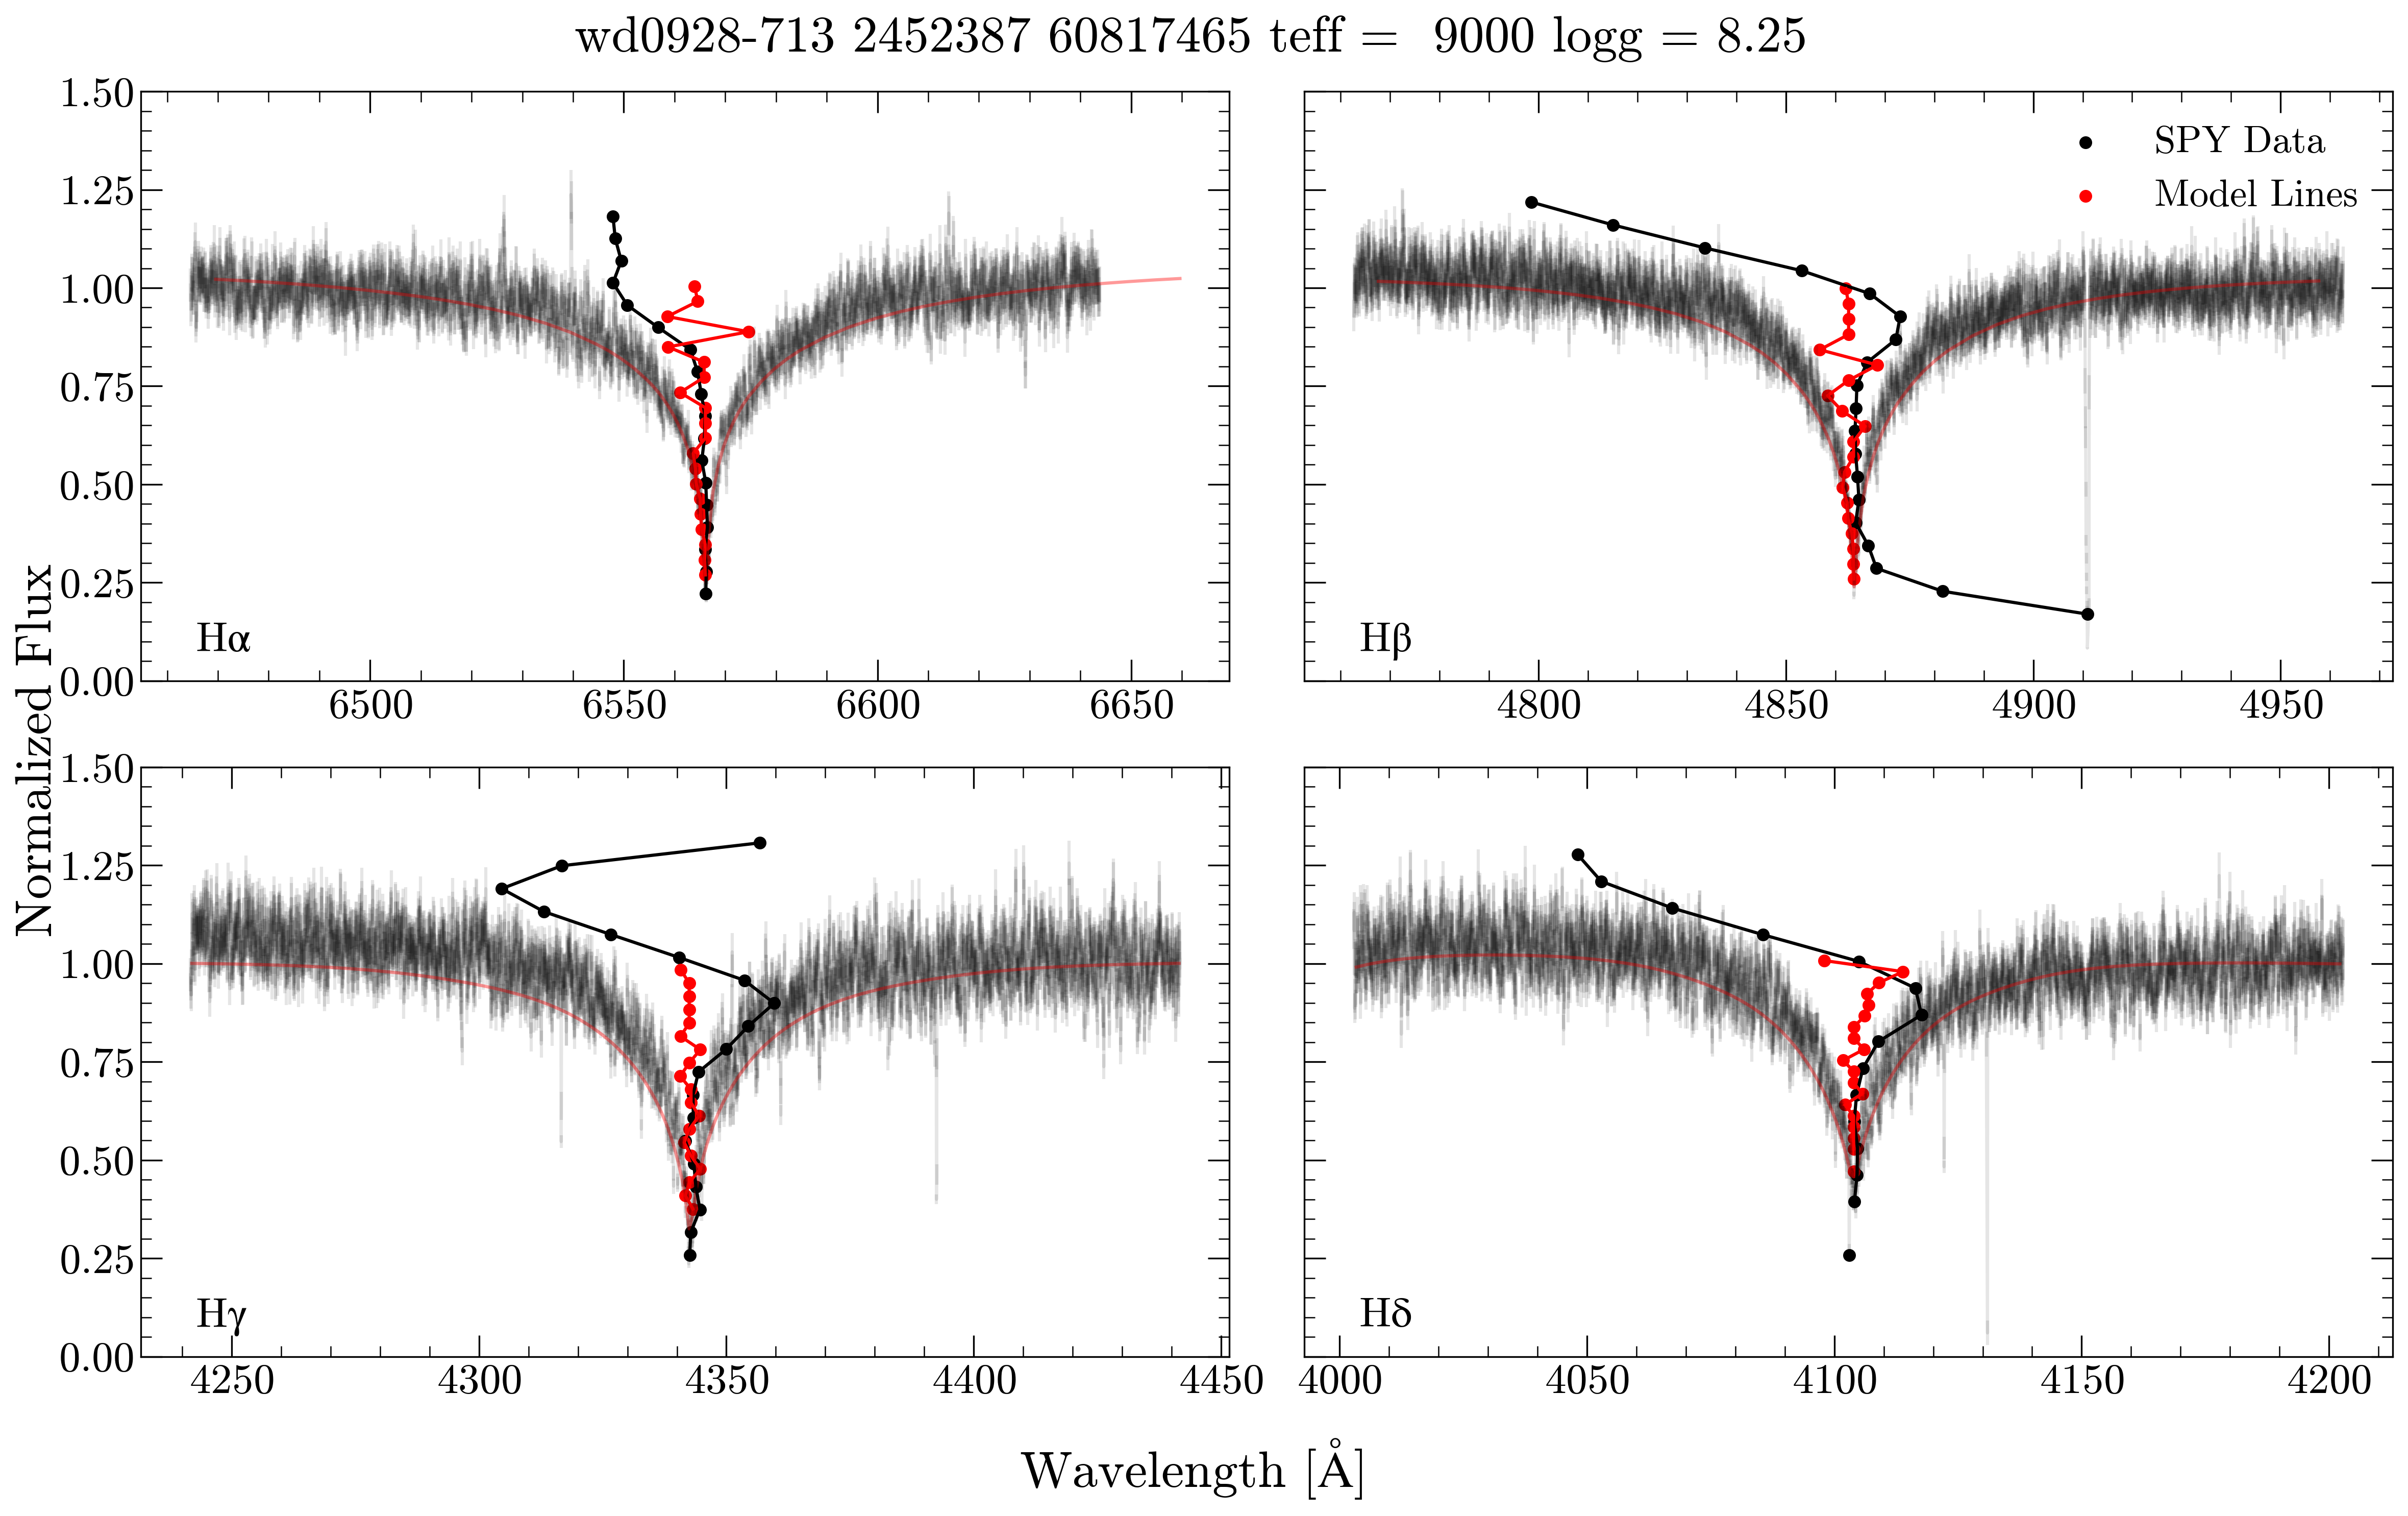 wd0928-713 2452387 60817465 teff = 9000 logg = 8.25
Normalized Flux
1.50
1.25
1.00
0.75
0.50
0.25
0.00
Hα
6500 6550 6600 6650
SPY Data
Model Lines
Hβ
4800 4850 4900 4950
1.50
1.25
1.00
0.75
0.50
0.25
0.00
Hγ
4250 4300 4350 4400 4450
Hδ
4000 4050 4100 4150 4200
Wavelength [Å]